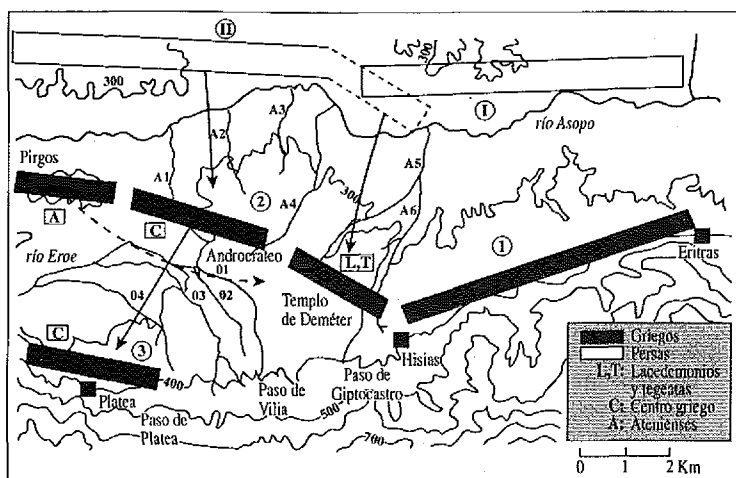 II
300
300
I
A3
A2
río Asopo
Pirgos
A1
A5
2
300
A4
A6
A
C
1
río Eroe
Androcráleo
L,T
Eritras
01
04
03
02
Templo
de Deméter
C
3
Hisias
400
Platea
Paso de
Vilia
Paso de
Giptocastro
500
Paso de
Platea
700
Griegos
Persas
L,T: Lacedemonios
y tegeatas
C: Centro griego
A: Atenienses
0 1 2 Km